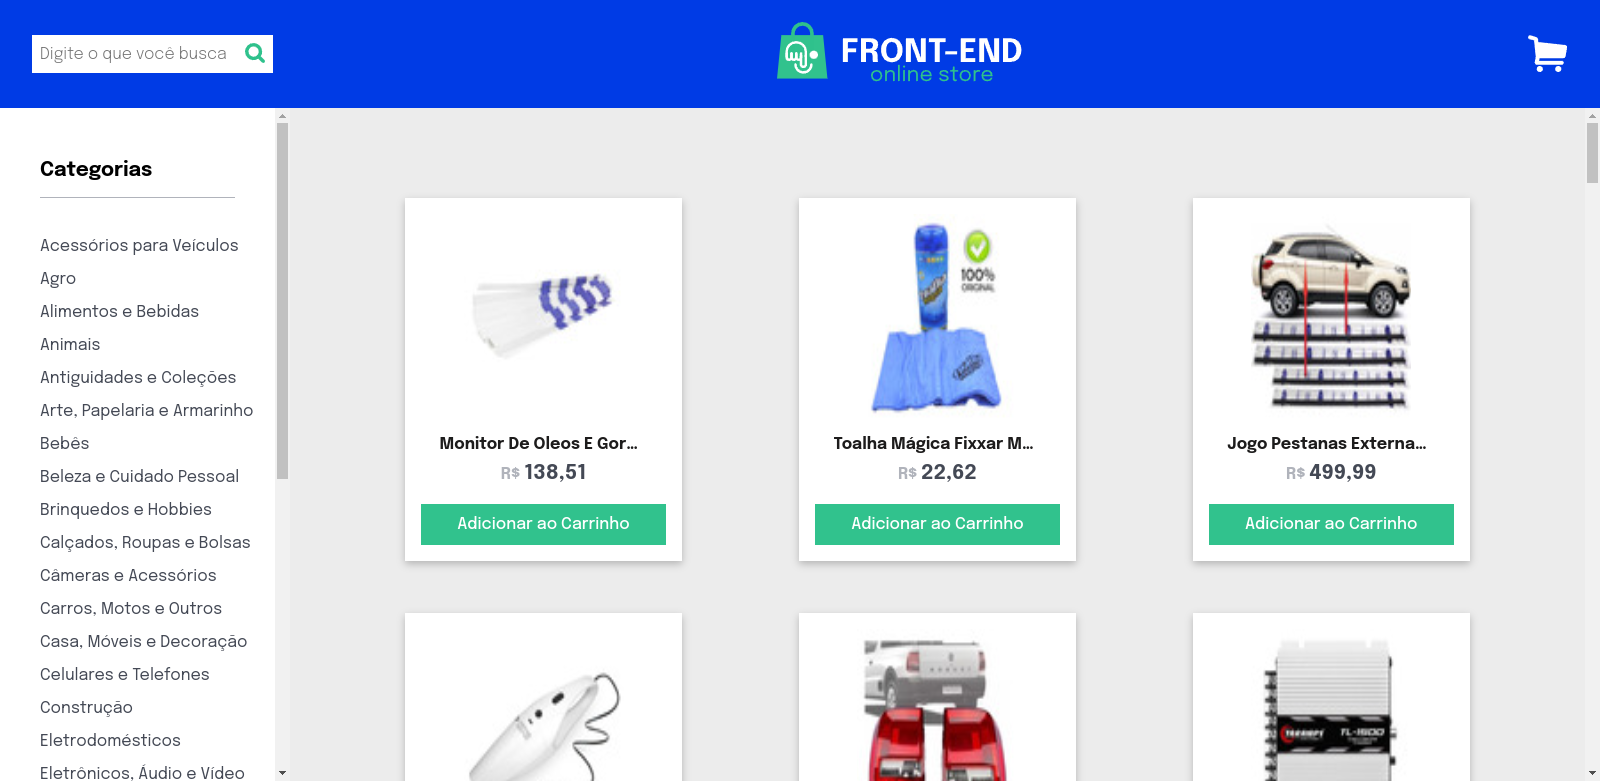 Digite o que você busca
FRONT-END
online store
Categorias
Acessórios para Veículos
Agro
Alimentos e Bebidas
Animais
Antiguidades e Coleções
Arte, Papelaria e Armarinho
Bebês
Beleza e Cuidado Pessoal
Brinquedos e Hobbies
Calçados, Roupas e Bolsas
Câmeras e Acessórios
Carros, Motos e Outros
Casa, Móveis e Decoração
Celulares e Telefones
Construção
Eletrodomésticos
Eletrônicos, Áudio e Vídeo
Monitor De Oleos E Gor...
R$ 138,51
Adicionar ao Carrinho
100%
ORIGINAL
Toalha Mágica Fixxar M...
R$ 22,62
Adicionar ao Carrinho
Jogo Pestanas Externa...
R$ 499,99
Adicionar ao Carrinho
TARAMPS
TL-1500